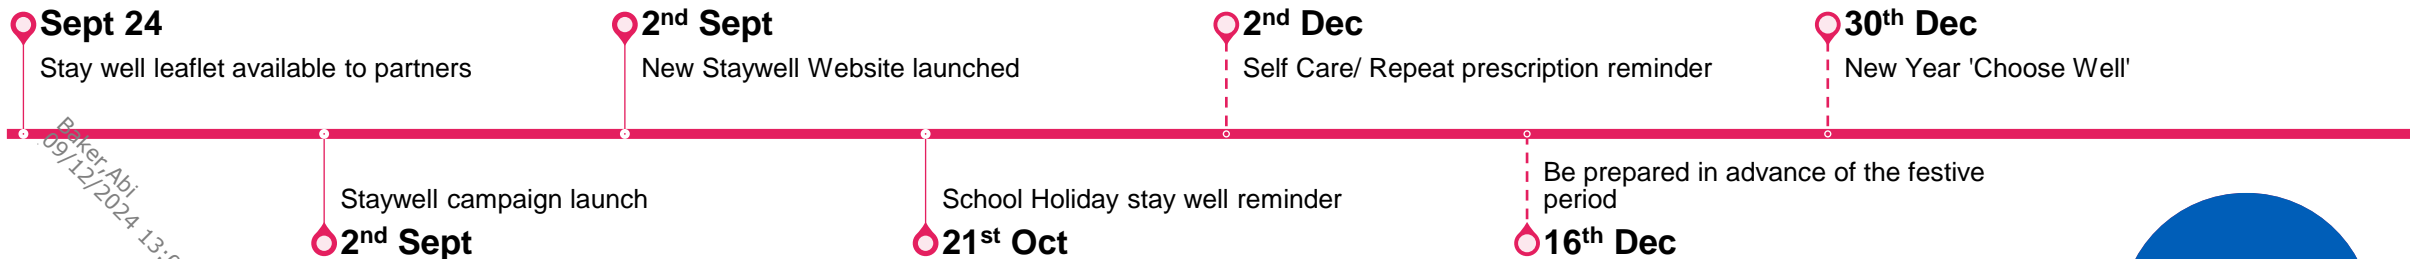 Sept 24
Stay well leaflet available to partners
2nd Sept
New Staywell Website launched
2nd Dec
Self Care/ Repeat prescription reminder
30th Dec
New Year 'Choose Well'
Baker,Abi
09/12/2024 13:
Staywell campaign launch
2nd Sept
School Holiday stay well reminder
21st Oct
Be prepared in advance of the festive
period
16th Dec